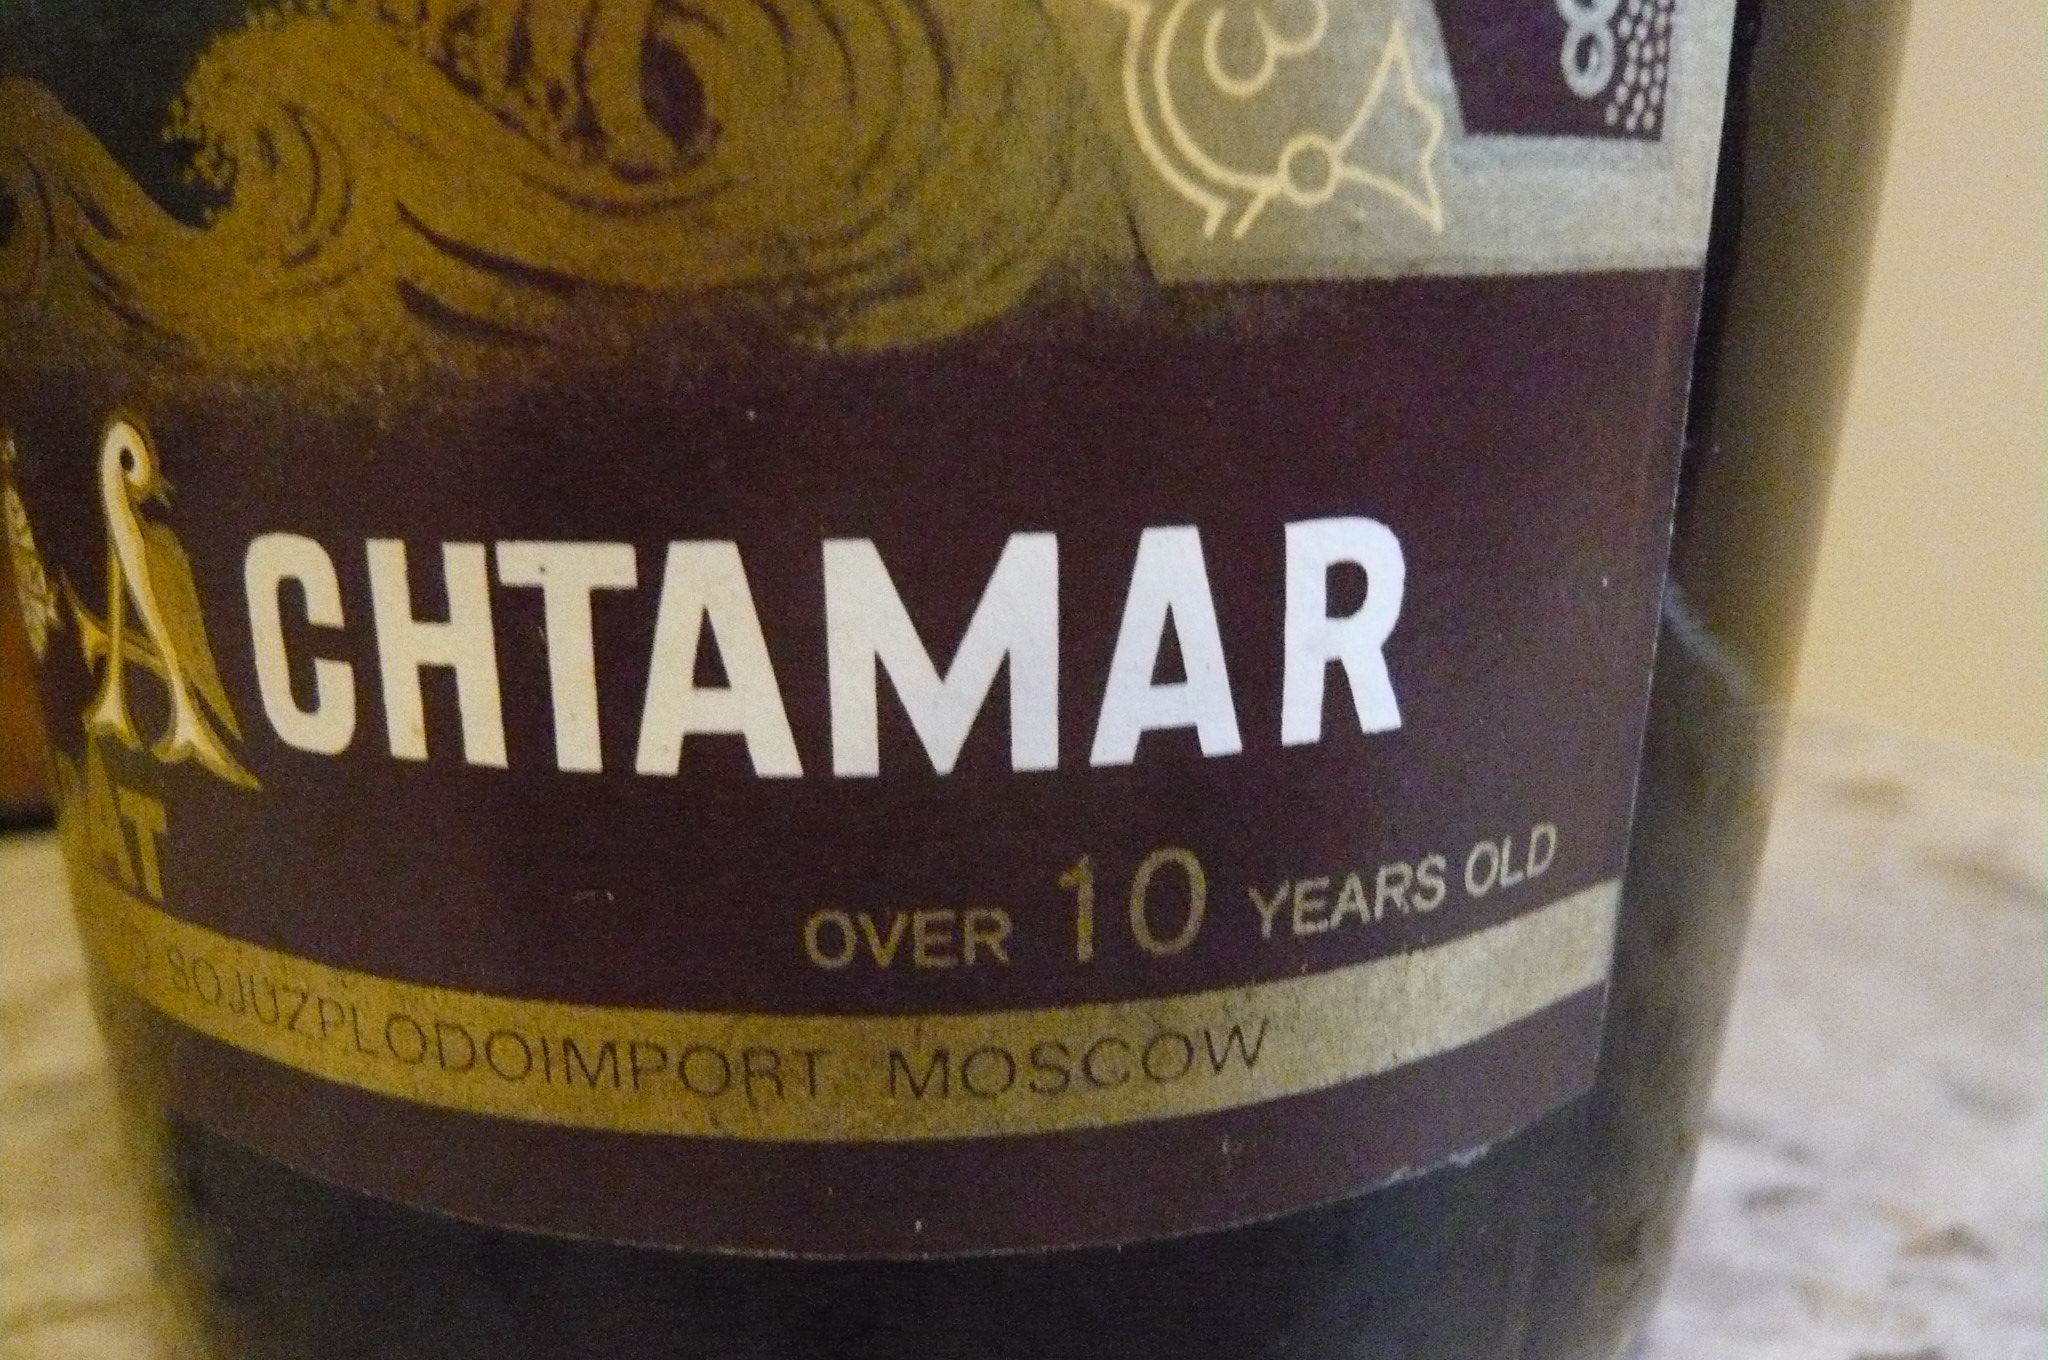 ACHTAMAR
OVER 10 YEARS OLD
SOJUZPLODOIMPORT MOSCOW